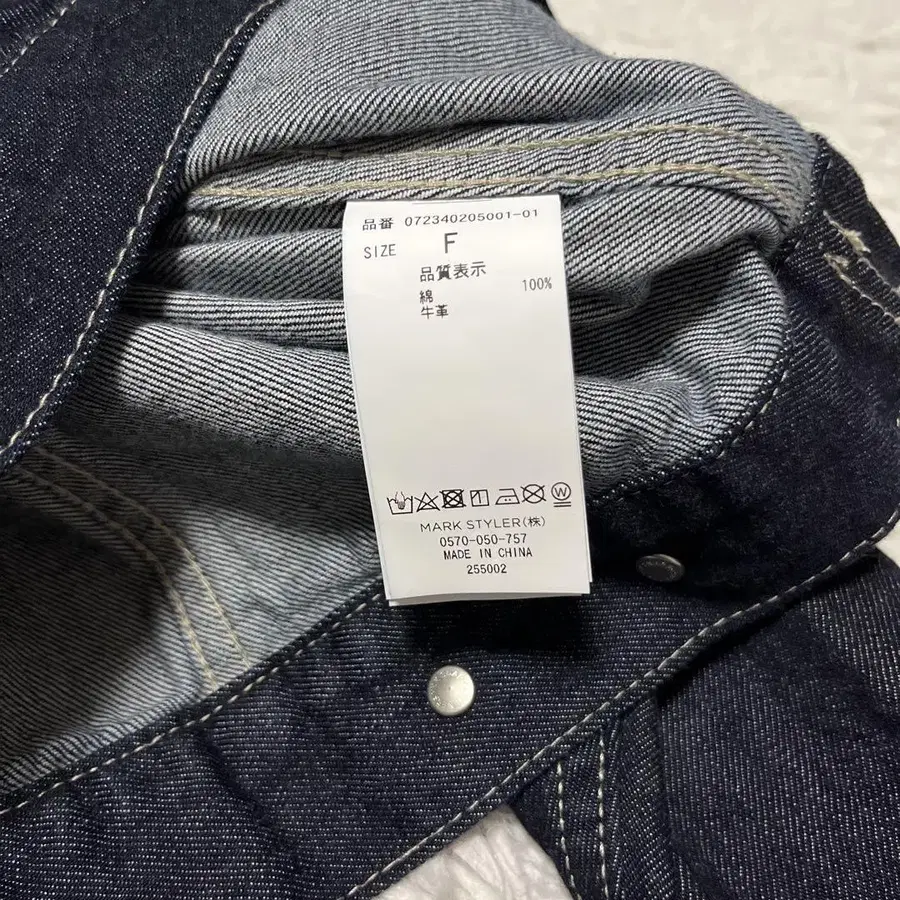 品番 072340205001-01
SIZE F
品質表示
綿 100%
牛革
W
MARK STYLER(株)
0570-050-757
MADE IN CHINA
255002